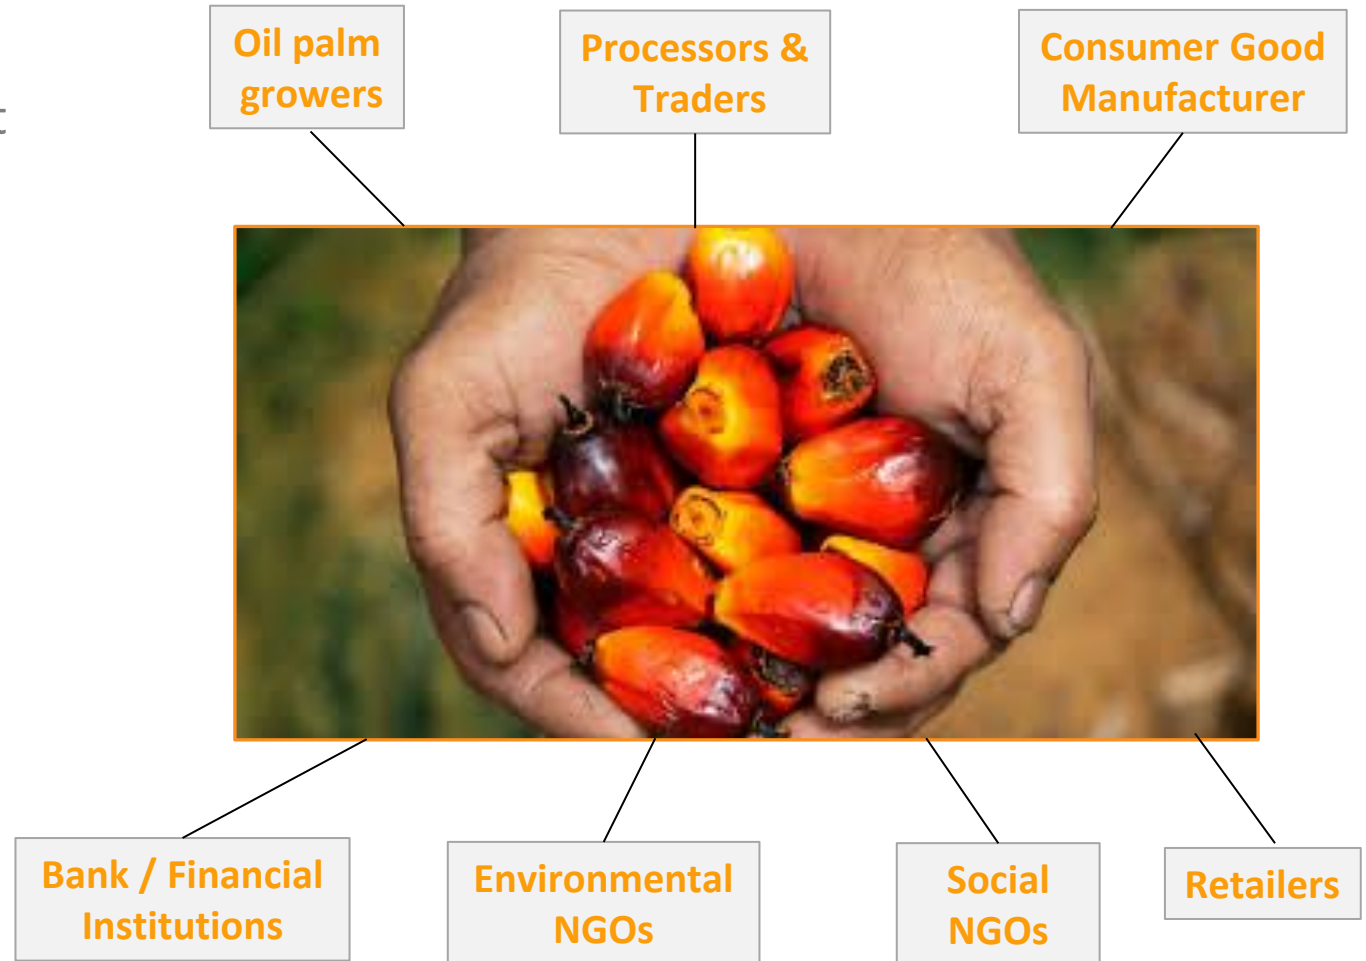 Oil palm
growers
Processors &
Traders
Consumer Good
Manufacturer
t
Bank / Financial
Institutions
Environmental
NGOs
Social
NGOs
Retailers